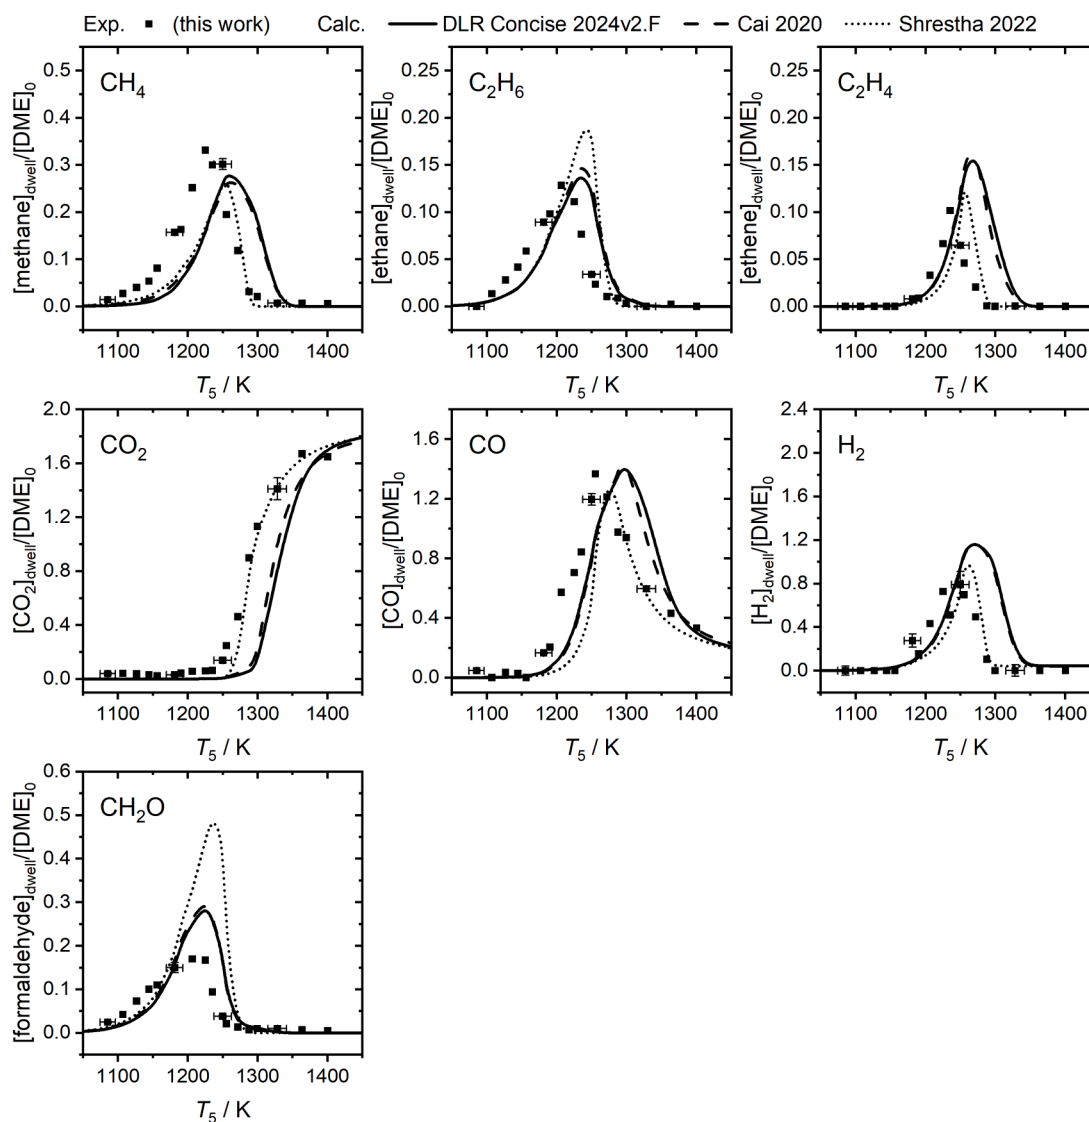 Exp. ■ (this work) Calc. DLR Concise 2024v2.F Cai 2020 Shrestha 2022
CH₄
[methane]dwell/[DME]₀
0.5
0.4
0.3
0.2
0.1
0.0
1100 1200 1300 1400
T₅ / K
C₂H₆
[ethane]dwell/[DME]₀
0.25
0.20
0.15
0.10
0.05
0.00
1100 1200 1300 1400
T₅ / K
C₂H₄
[ethene]dwell/[DME]₀
0.25
0.20
0.15
0.10
0.05
0.00
1100 1200 1300 1400
T₅ / K
CO₂
[CO₂]dwell/[DME]₀
1.8
1.4
1.1
0.7
0.4
0.0
1100 1200 1300 1400
T₅ / K
CO
[CO]dwell/[DME]₀
1.6
1.2
0.8
0.4
0.0
1100 1200 1300 1400
T₅ / K
H₂
[H₂]dwell/[DME]₀
2.4
2.0
1.6
1.2
0.8
0.4
0.0
1100 1200 1300 1400
T₅ / K
CH₂O
[formaldehyde]dwell/[DME]₀
0.6
0.5
0.4
0.3
0.2
0.1
0.0
1100 1200 1300 1400
T₅ / K